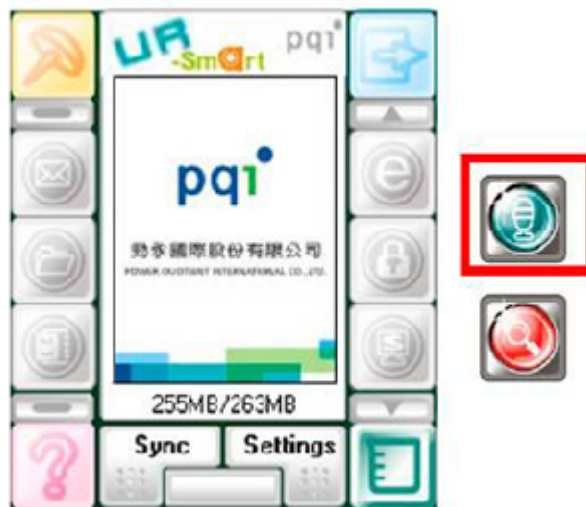 UR
-Smart
pqi
pqi
勁永國際股份有限公司
POWER QUOTIENT INTERNATIONAL CO., LTD.
255MB/263MB
Sync
Settings